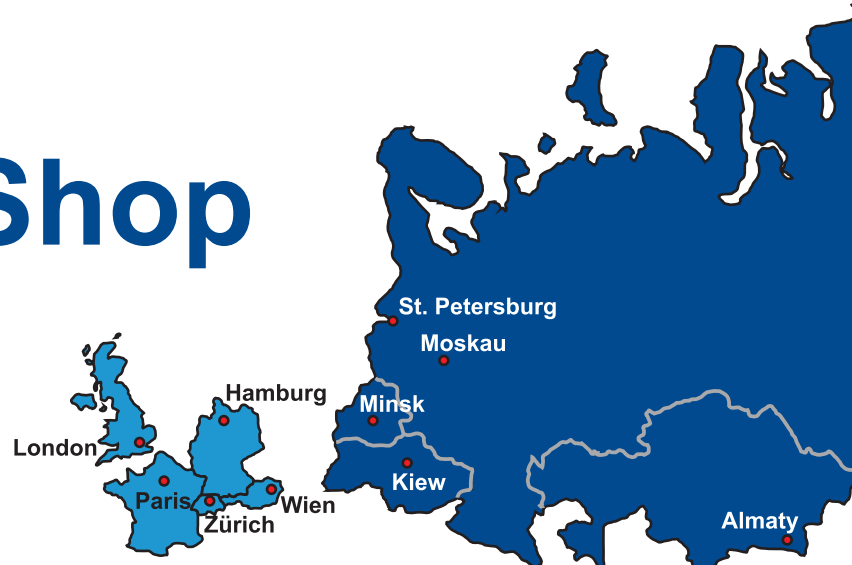 Shop
St. Petersburg
Moskau
Hamburg
Minsk
London
Kiew
Paris
Wien
Zürich
Almaty